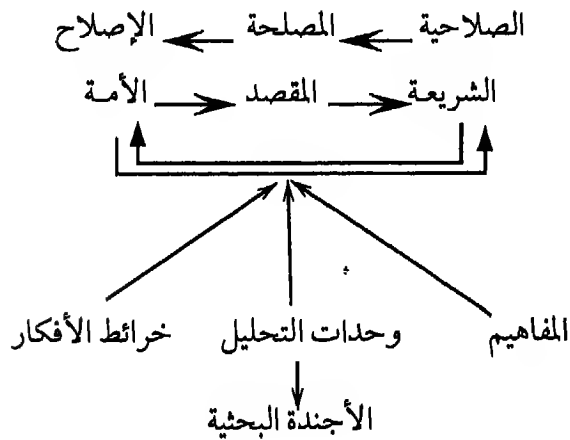 الصلاحية المصلحة الإصلاح
الشريعة المقصد الأمة
المفاهيم وحدات التحليل خرائط الأفكار
الأجندة البحثية